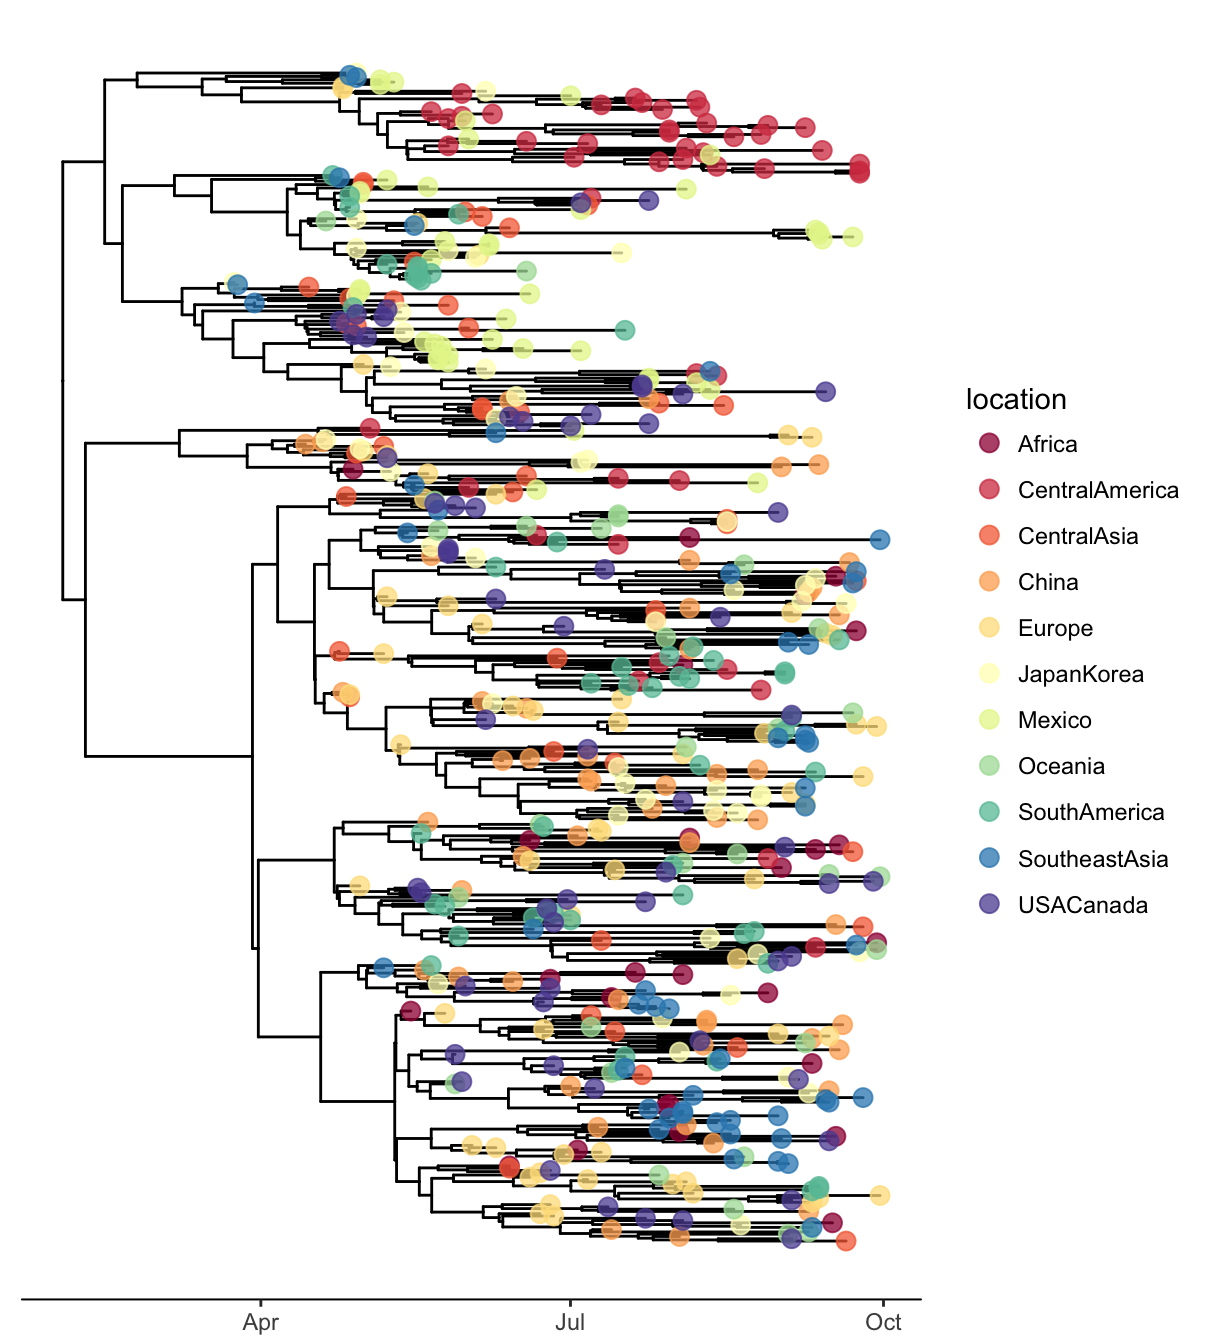 location
Africa
CentralAmerica
CentralAsia
China
Europe
JapanKorea
Mexico
Oceania
SouthAmerica
SoutheastAsia
USACanada
Apr Jul Oct